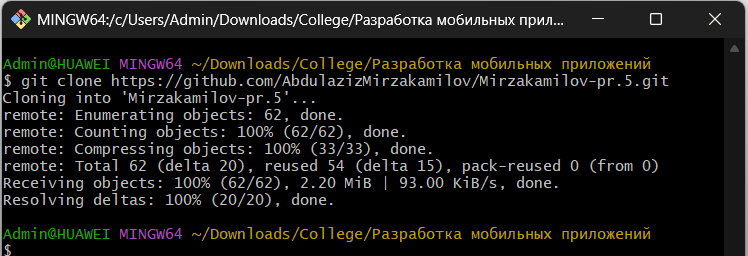 MINGW64:/c/Users/Admin/Downloads/College/Разработка мобильных прил...
Admin@HUAWEI MINGW64 ~/Downloads/College/Разработка мобильных приложений
$ git clone https://github.com/AbdulazizMirzakamilov/Mirzakamilov-pr.5.git
Cloning into 'Mirzakamilov-pr.5'...
remote: Enumerating objects: 62, done.
remote: Counting objects: 100% (62/62), done.
remote: Compressing objects: 100% (33/33), done.
remote: Total 62 (delta 20), reused 54 (delta 15), pack-reused 0 (from 0)
Receiving objects: 100% (62/62), 2.20 MiB | 93.00 KiB/s, done.
Resolving deltas: 100% (20/20), done.
Admin@HUAWEI MINGW64 ~/Downloads/College/Разработка мобильных приложений
$